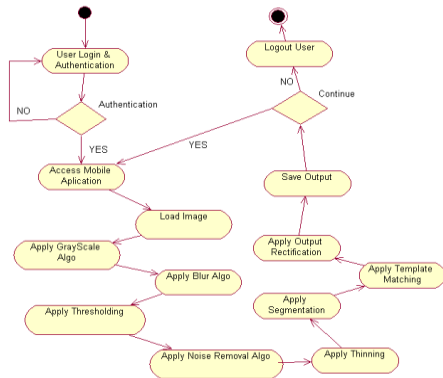 User Login &
Authentication
NO
Authentication
YES
Access Mobile
Aplication
Load Image
Apply GrayScale
Algo
Apply Blur Algo
Apply Thresholding
Apply Noise Removal Algo
Apply Thinning
Apply
Segmentation
Apply Template
Matching
Apply Output
Rectification
Save Output
Continue
YES
NO
Logout User